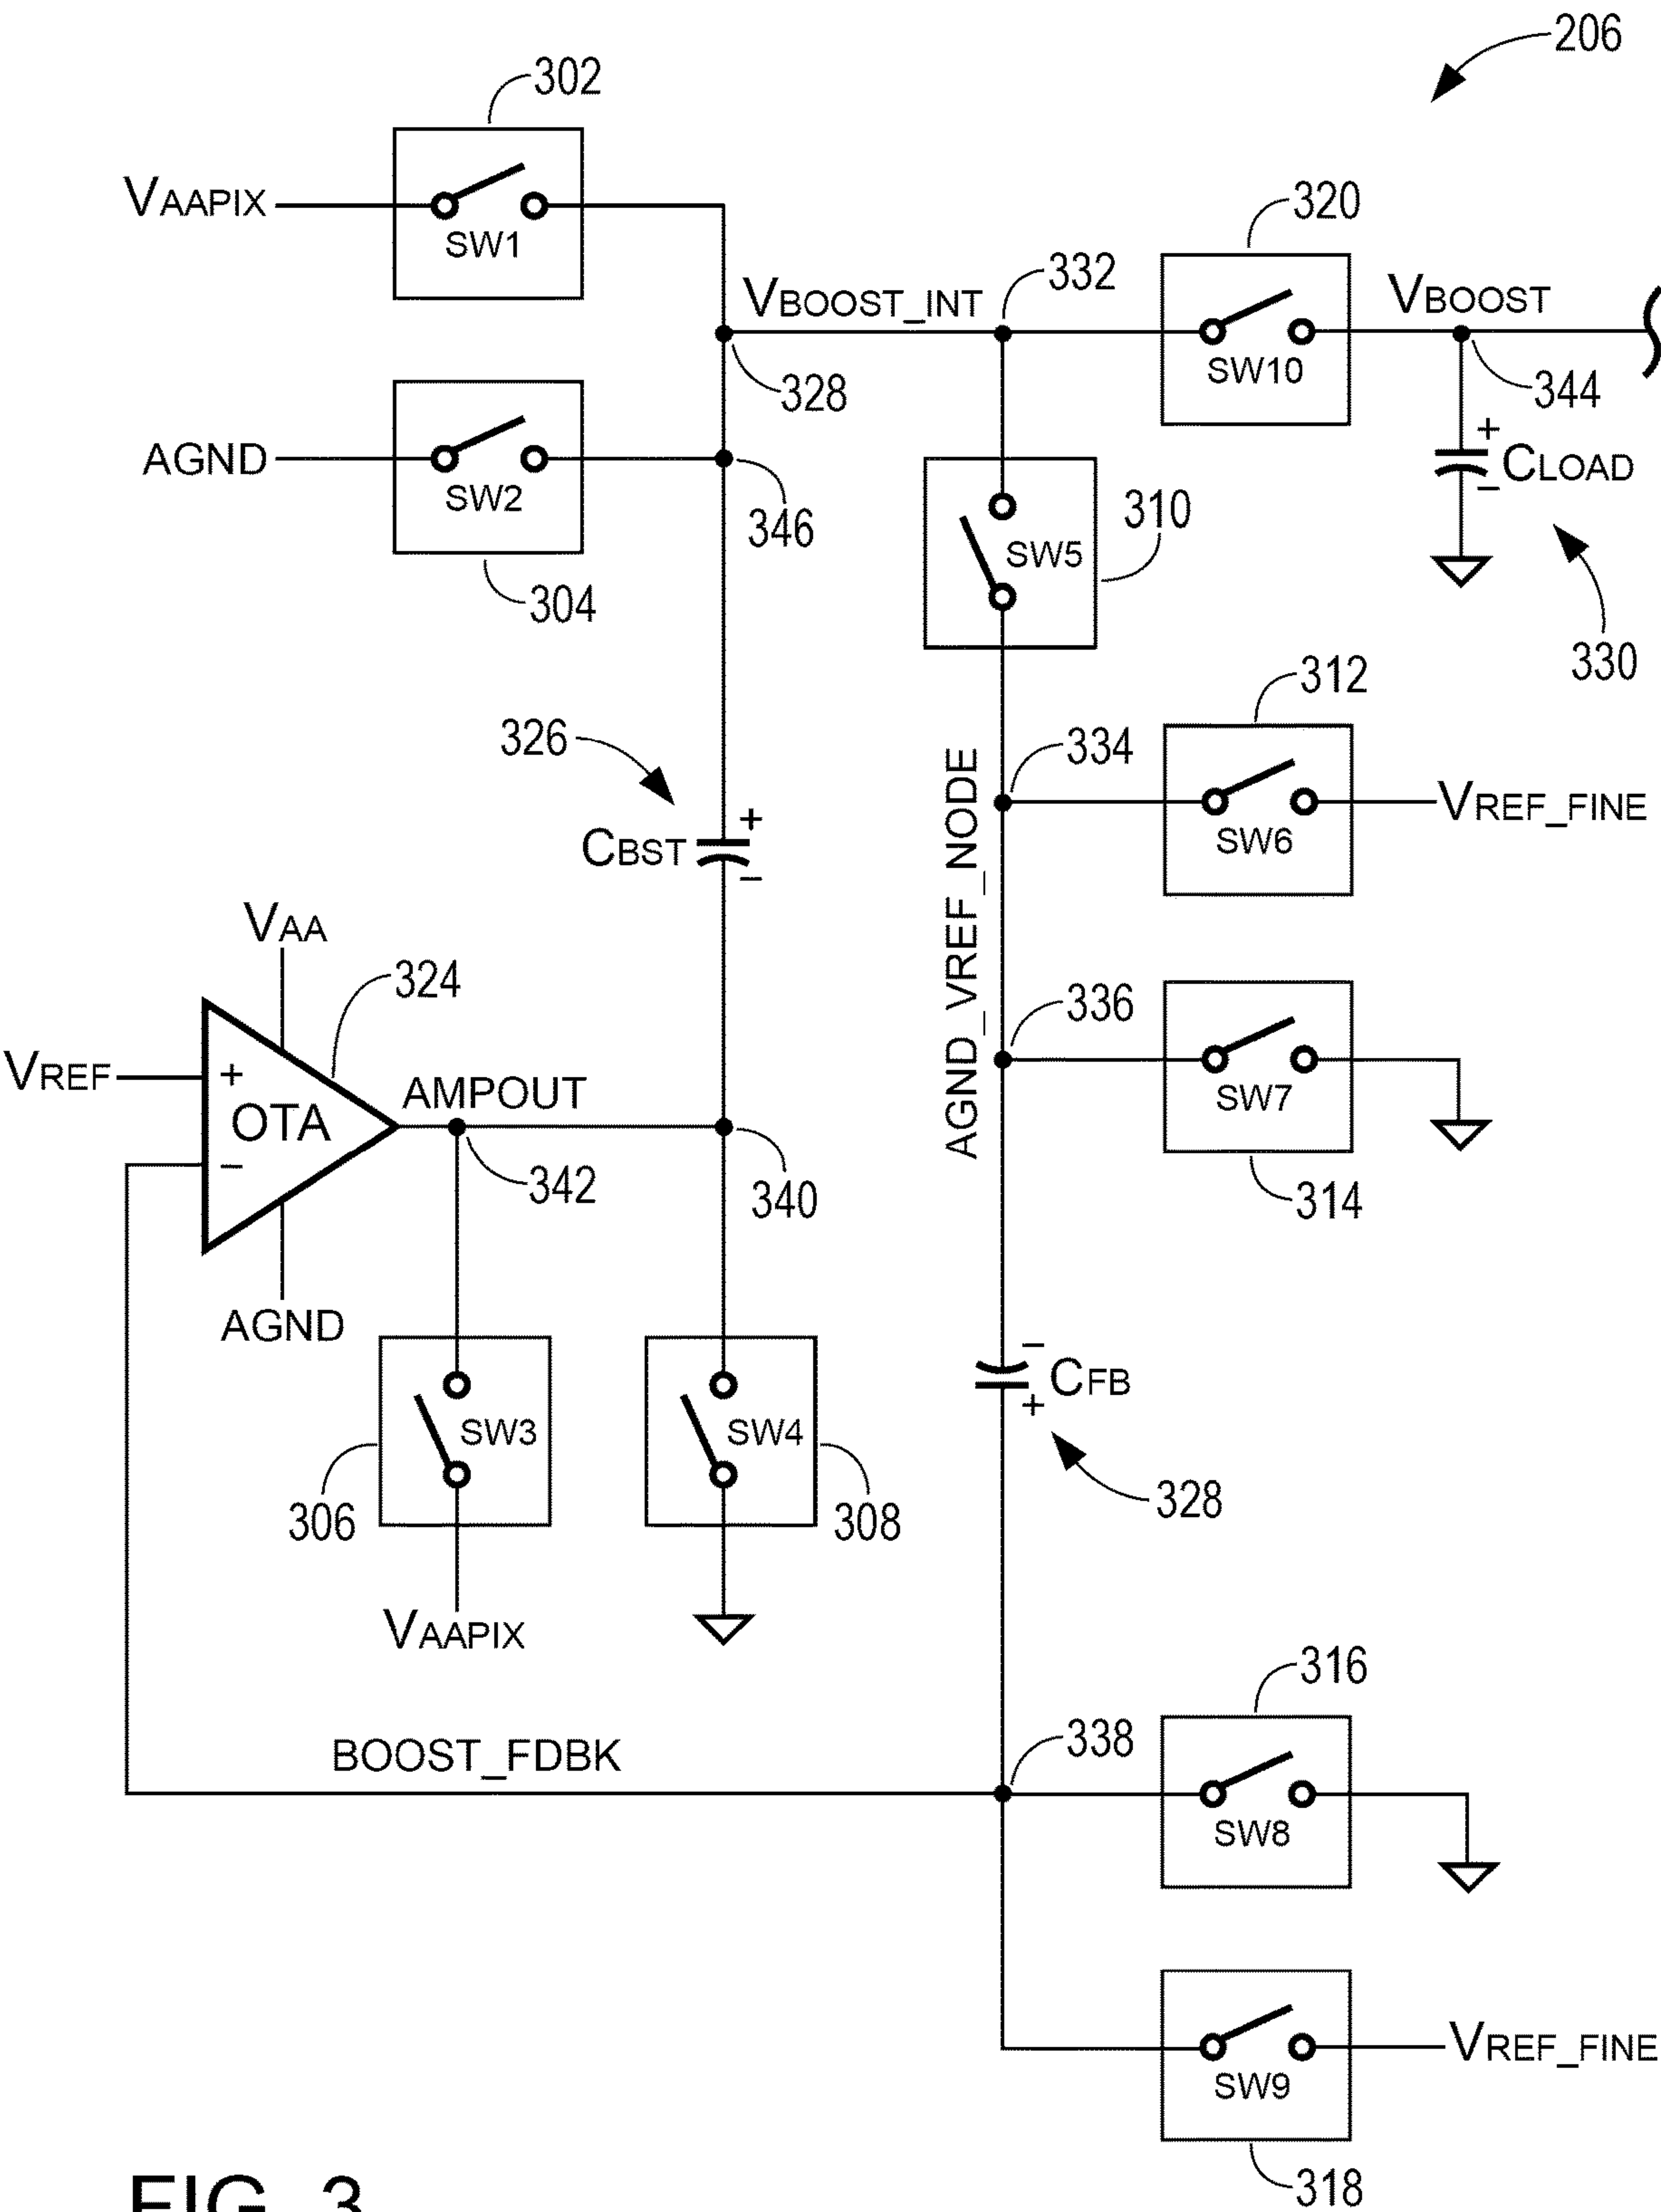 206
302
VAAPIX
SW1
320
332
VBOOST_INT
VBOOST
SW10
328
344
AGND
SW2
346
304
+
CLOAD
−
310
SW5
330
312
326
334
VREF_FINE
SW6
+
CBST
−
AGND_VREF_NODE
VAA
324
336
VREF
+
OTA
−
AMPOUT
SW7
342
340
314
AGND
−
CFB
+
SW3
SW4
328
306
308
VAAPIX
316
338
BOOST_FDBK
SW8
VREF_FINE
SW9
318
FIG. 3